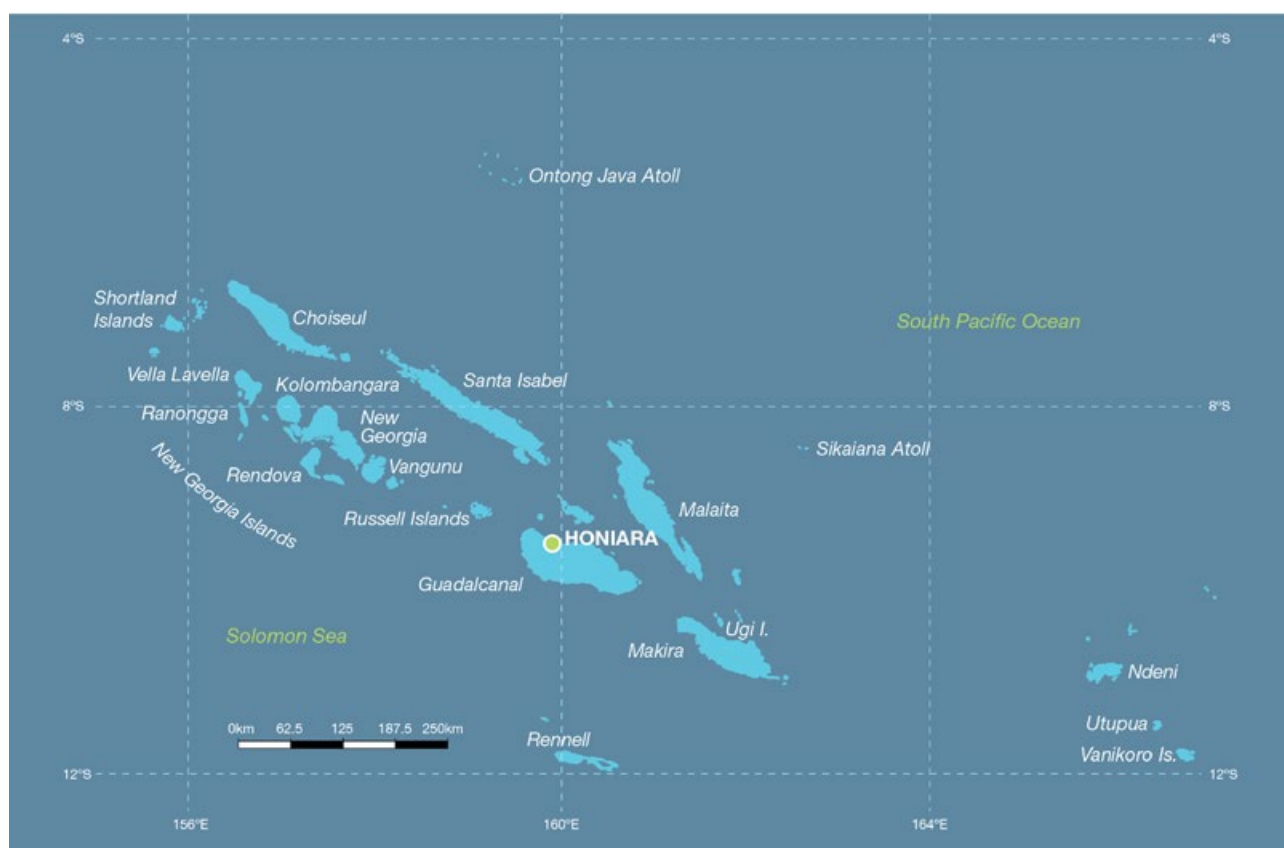 4°S
4°S
Ontong Java Atoll
Shortland
Islands
Choiseul
South Pacific Ocean
Vella Lavella
Kolombangara
Santa Isabel
8°S
Ranongga
New
Georgia
8°S
Sikaiana Atoll
Rendova
Vangunu
New Georgia Islands
Russell Islands
Malaita
HONIARA
Guadalcanal
Solomon Sea
Ugi I.
Makira
Ndeni
0km 62.5 125 187.5 250km
Utupua
Rennell
Vanikoro Is.
12°S
12°S
156°E
160°E
164°E